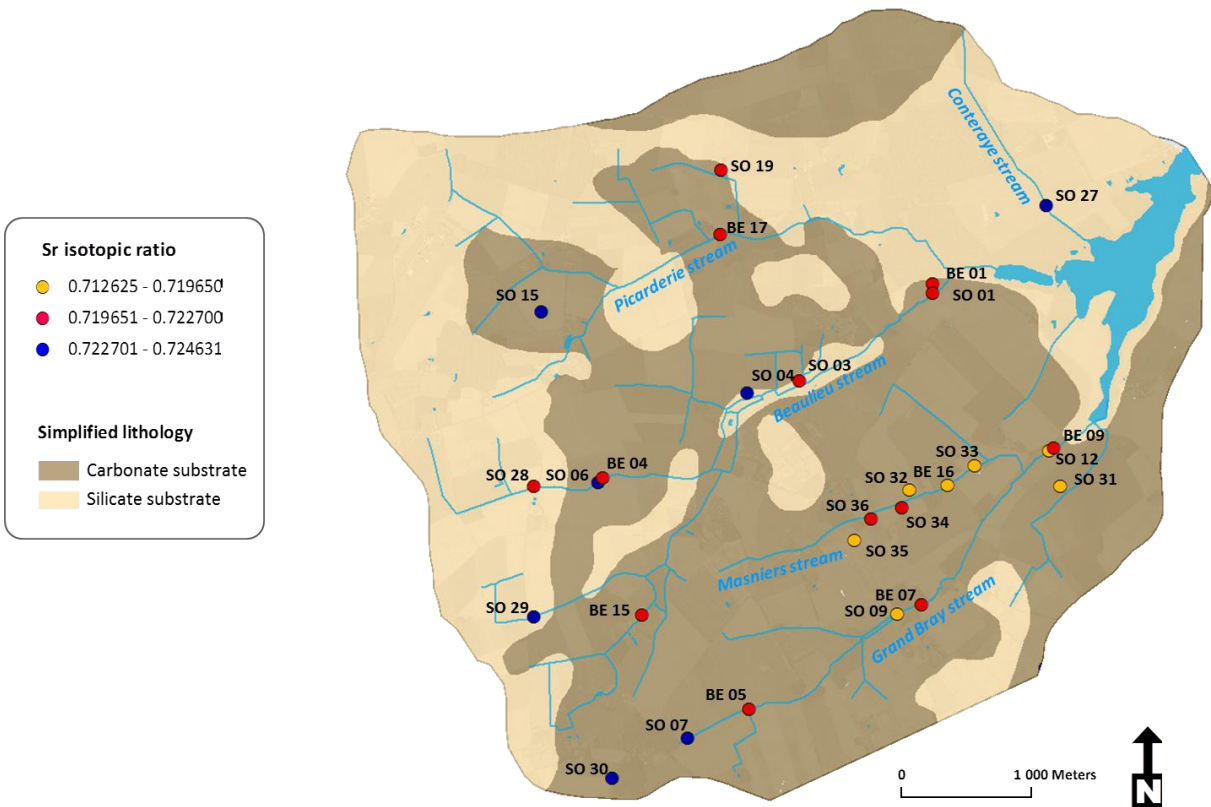 Sr isotopic ratio
0.712625 - 0.719650
0.719651 - 0.722700
0.722701 - 0.724631
Simplified lithology
Carbonate substrate
Silicate substrate
Conteraye stream
SO 19
SO 27
BE 17
Picarderie stream
BE 01
SO 15
SO 01
SO 03
SO 04
Beaulieu stream
BE 09
SO 12
SO 33
BE 04
SO 28
SO 06
BE 16
SO 32
SO 31
SO 36
SO 34
SO 35
Masniers stream
BE 07
SO 29
BE 15
SO 09
Grand Bray stream
BE 05
SO 07
SO 30
0
1 000 Meters
N